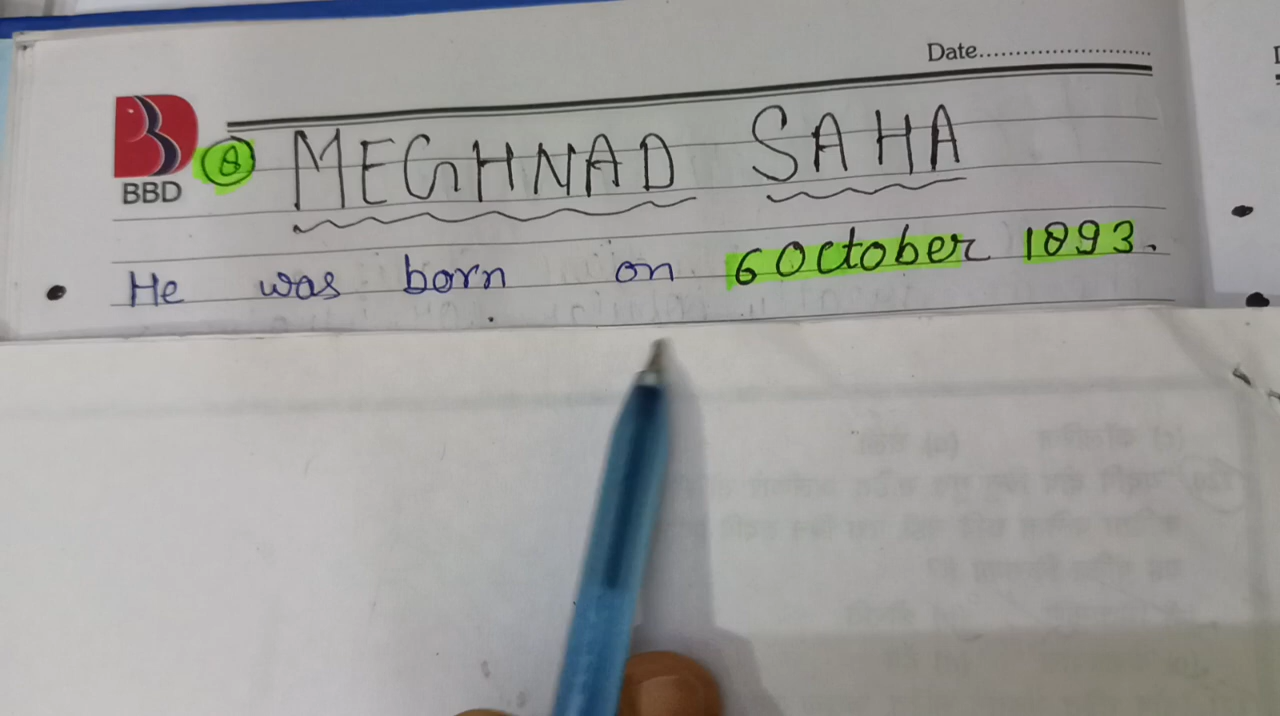 Date..........................
BBD
8 MEGHNAD SAHA
He was born on 6 October 1893.